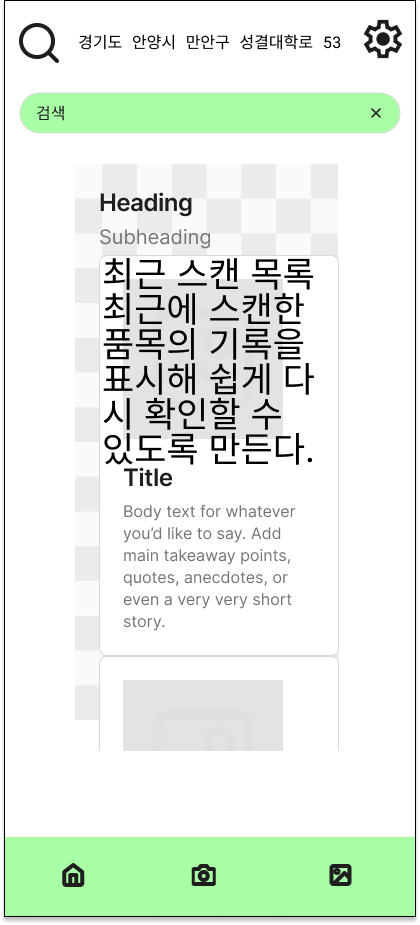 경기도 안양시 만안구 성결대학로 53
검색
Heading
Subheading
최근 스캔 목록
최근에 스캔한
품목의 기록을
표시해 쉽게 다
시 확인할 수
있도록 만든다.
Title
Body text for whatever
you’d like to say. Add
main takeaway points,
quotes, anecdotes, or
even a very very short
story.